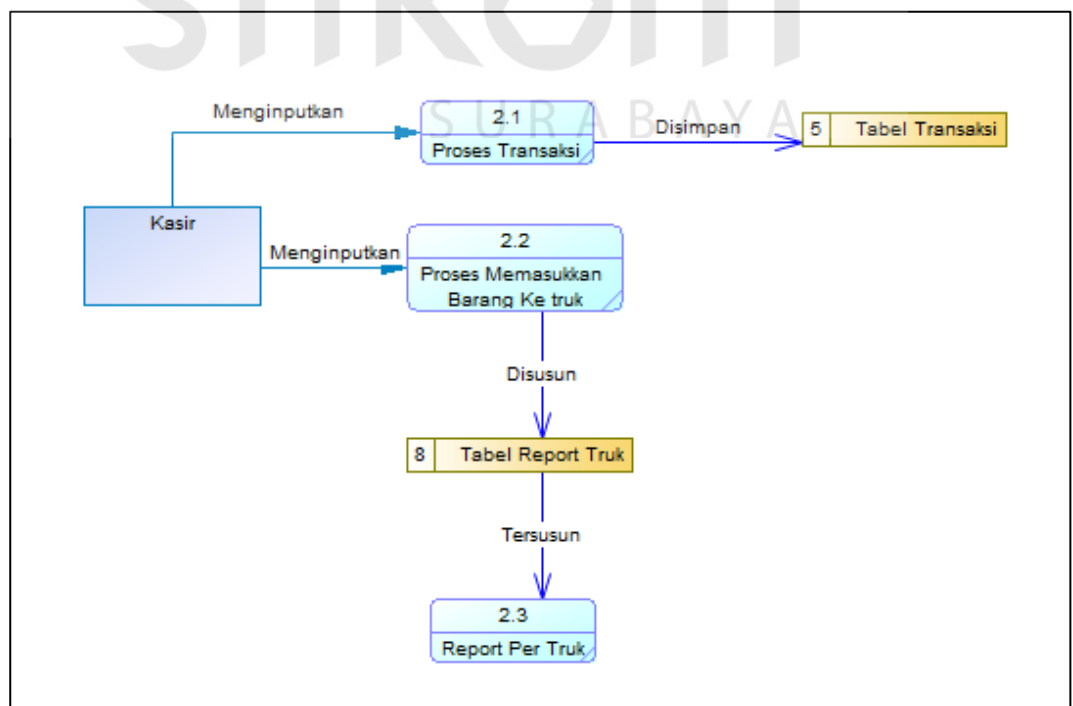 SURABAYA
Menginputkan
2.1
Proses Transaksi
Disimpan
5
Tabel Transaksi
Kasir
Menginputkan
2.2
Proses Memasukkan
Barang Ke truk
Disusun
8
Tabel Report Truk
Tersusun
2.3
Report Per Truk